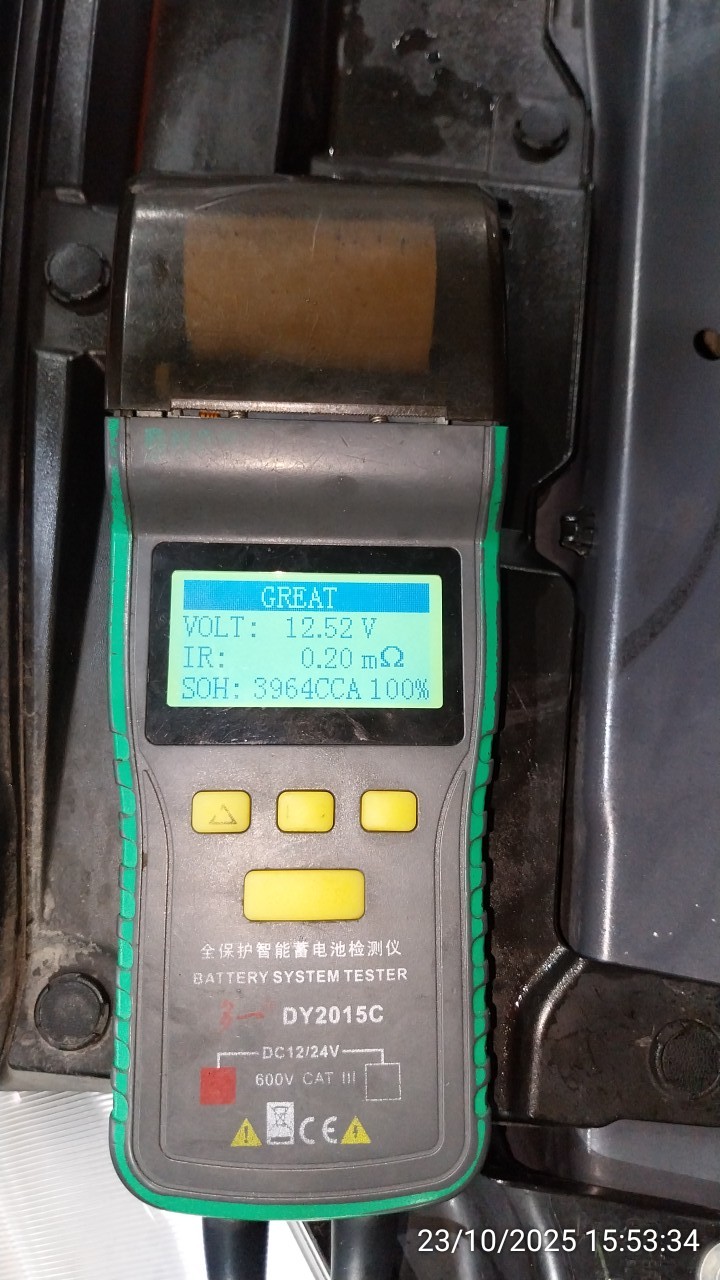 GREAT
VOLT: 12.52 V
IR: 0.20 mΩ
SOH: 3964CCA 100%
全保护智能蓄电池检测仪
BATTERY SYSTEM TESTER
DY2015C
DC12/24V
600V CAT III
CE
23/10/2025 15:53:34